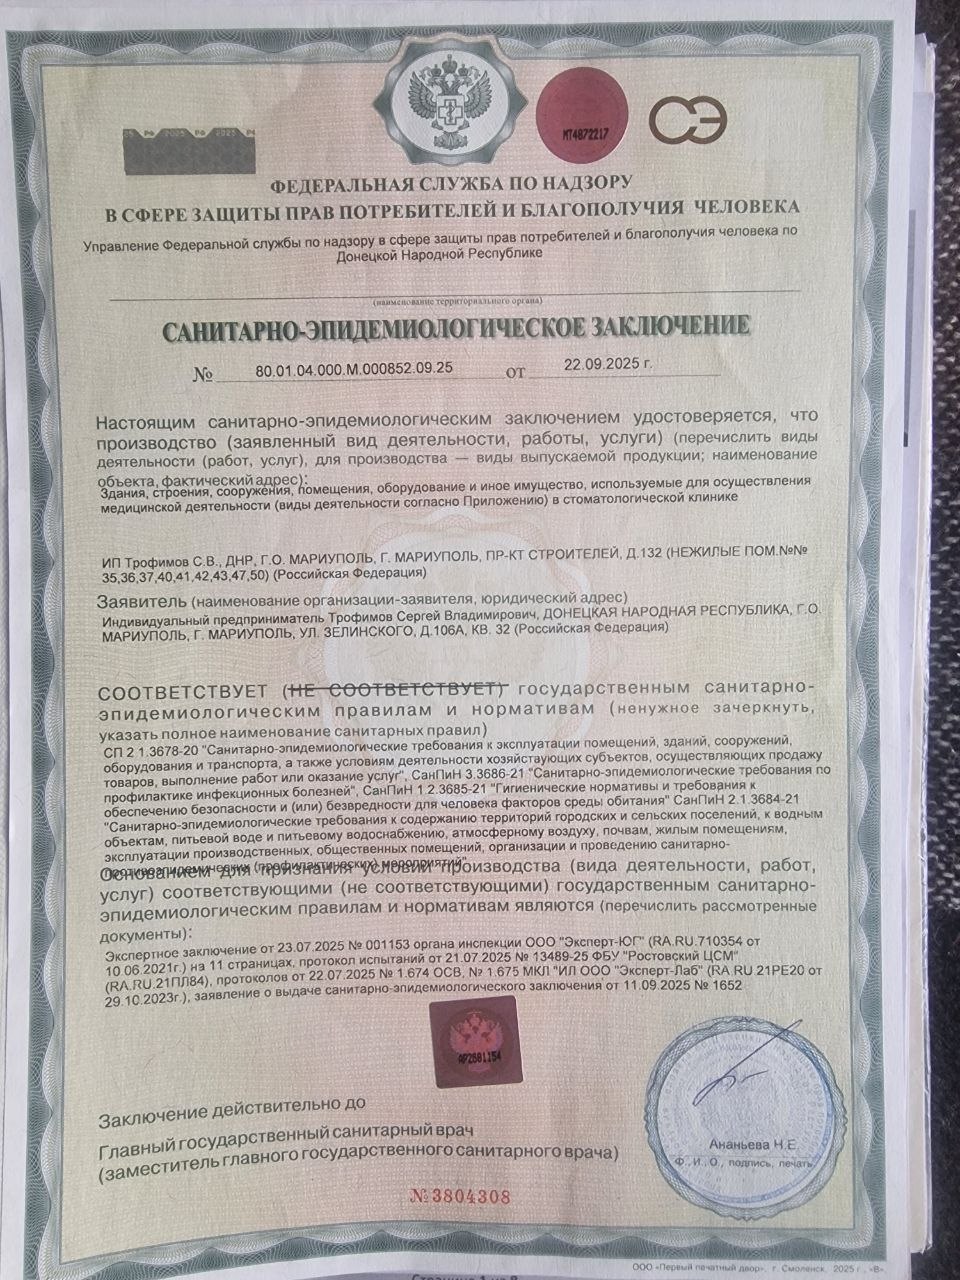 МТ4872217
СЭ
ФЕДЕРАЛЬНАЯ СЛУЖБА ПО НАДЗОРУ
В СФЕРЕ ЗАЩИТЫ ПРАВ ПОТРЕБИТЕЛЕЙ И БЛАГОПОЛУЧИЯ ЧЕЛОВЕКА
Управление Федеральной службы по надзору в сфере защиты прав потребителей и благополучия человека по
Донецкой Народной Республике
(наименование территориального органа)
САНИТАРНО-ЭПИДЕМИОЛОГИЧЕСКОЕ ЗАКЛЮЧЕНИЕ
№ 80.01.04.000.М.000852.09.25 от 22.09.2025 г.
Настоящим санитарно-эпидемиологическим заключением удостоверяется, что
производство (заявленный вид деятельности, работы, услуги) (перечислить виды
деятельности (работ, услуг), для производства — виды выпускаемой продукции; наименование
объекта, фактический адрес):
Здания, строения, сооружения, помещения, оборудование и иное имущество, используемые для осуществления
медицинской деятельности (виды деятельности согласно Приложению) в стоматологической клинике
ИП Трофимов С.В., ДНР, Г.О. МАРИУПОЛЬ, Г. МАРИУПОЛЬ, ПР-КТ СТРОИТЕЛЕЙ, Д.132 (НЕЖИЛЫЕ ПОМ.№№
35,36,37,40,41,42,43,47,50) (Российская Федерация)
Заявитель (наименование организации-заявителя, юридический адрес)
Индивидуальный предприниматель Трофимов Сергей Владимирович, ДОНЕЦКАЯ НАРОДНАЯ РЕСПУБЛИКА, Г.О.
МАРИУПОЛЬ, Г. МАРИУПОЛЬ, УЛ. ЗЕЛИНСКОГО, Д.106А, КВ. 32 (Российская Федерация)
СООТВЕТСТВУЕТ (НЕ СООТВЕТСТВУЕТ) государственным санитарно-
эпидемиологическим правилам и нормативам (ненужное зачеркнуть,
указать полное наименование санитарных правил)
СП 2.1.3678-20 "Санитарно-эпидемиологические требования к эксплуатации помещений, зданий, сооружений,
оборудования и транспорта, а также условиям деятельности хозяйствующих субъектов, осуществляющих продажу
товаров, выполнение работ или оказание услуг", СанПиН 3.3686-21 "Санитарно-эпидемиологические требования по
профилактике инфекционных болезней", СанПиН 1.2.3685-21 "Гигиенические нормативы и требования к
обеспечению безопасности и (или) безвредности для человека факторов среды обитания" СанПиН 2.1.3684-21
"Санитарно-эпидемиологические требования к содержанию территорий городских и сельских поселений, к водным
объектам, питьевой воде и питьевому водоснабжению, атмосферному воздуху, почвам, жилым помещениям,
эксплуатации производственных, общественных помещений, организации и проведению санитарно-
противоэпидемических (профилактических) мероприятий"
Основанием для признания условий производства (вида деятельности, работ,
услуг) соответствующими (не соответствующими) государственным санитарно-
эпидемиологическим правилам и нормативам являются (перечислить рассмотренные
документы):
Экспертное заключение от 23.07.2025 № 001153 органа инспекции ООО "Эксперт-ЮГ" (RA.RU.710354 от
10.06.2021г.) на 11 страницах, протокол испытаний от 21.07.2025 № 13489-25 ФБУ "Ростовский ЦСМ"
(RA.RU.21ПЛ84), протоколов от 22.07.2025 № 1.674 ОСВ, № 1.675 МКЛ "ИЛ ООО "Эксперт-Лаб" (RA RU 21РЕ20 от
29.10.2023г.), заявление о выдаче санитарно-эпидемиологического заключения от 11.09.2025 № 1652
АР2681154
Заключение действительно до
Главный государственный санитарный врач
(заместитель главного государственного санитарного врача)
Ананьева Н.Е.
Ф., И., О., подпись, печать
№3804308
Страница 1 из
ООО «Первый печатный двор», г. Смоленск, 2025 г., «В».